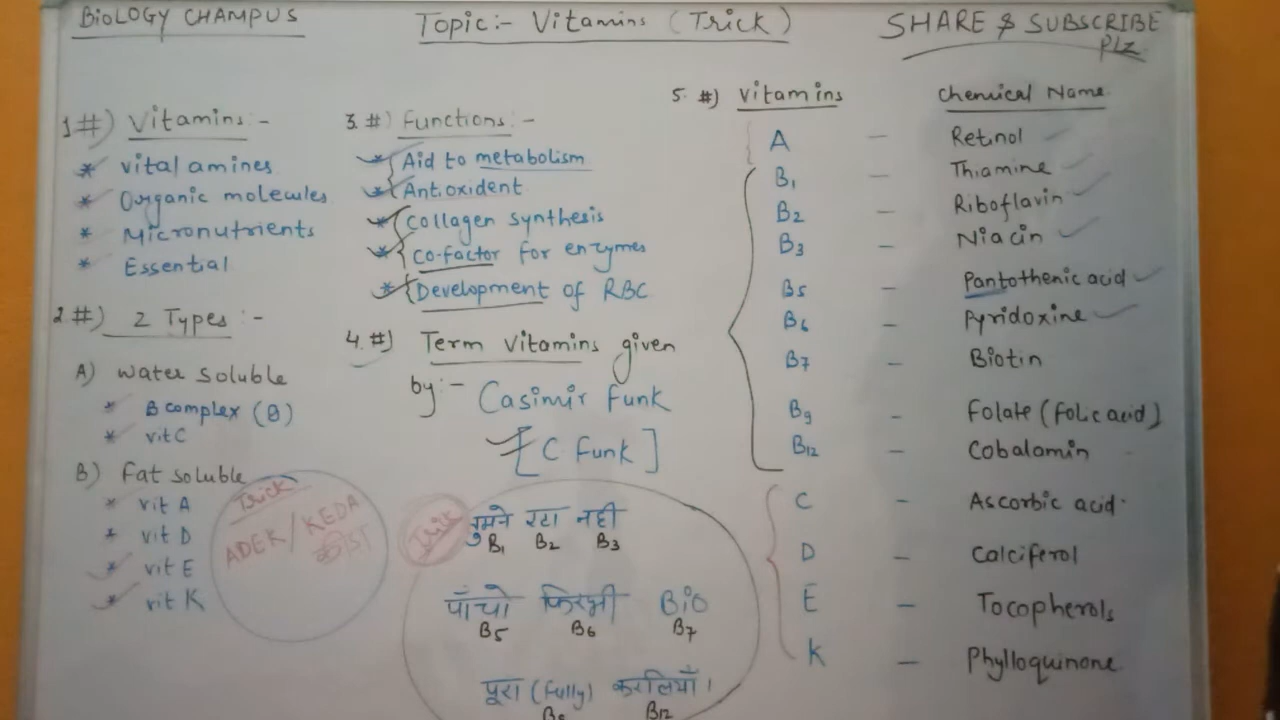 BIOLOGY CHAMPUS
Topic:- Vitamins (Trick)
SHARE & SUBSCRIBE
PLZ
1#) Vitamins:-
* vital amines
* Organic molecules
* Micronutrients
* Essential
2#) 2 Types:-
A) water soluble
* B complex (8)
* vit C
B) Fat soluble
* vit A
* vit D
* vit E
* vit K
Trick
ADEK/KEDA
3.#) Functions:-
* Aid to metabolism
* Antioxident
* Collagen synthesis
* Co-factor for enzymes
* Development of RBC
4.#) Term vitamins given
by:- Casimir Funk
[C Funk]
Trick
तुमने रटा नही
B1 B2 B3
पाँचो फिरभी Bio
B5 B6 B7
पूरा (fully) करलियाँ।
B9 B12
5.#) Vitamins Chemical Name
A - Retinol
B1 - Thiamine
B2 - Riboflavin
B3 - Niacin
B5 - Pantothenic acid
B6 - Pyridoxine
B7 - Biotin
B9 - Folate (folic acid)
B12 - Cobalamin
C - Ascorbic acid
D - Calciferol
E - Tocopherols
K - Phylloquinone